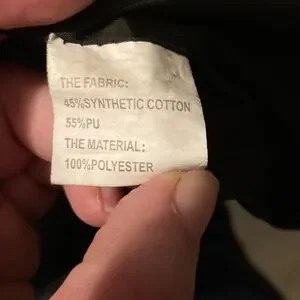 THE FABRIC:
45%SYNTHETIC COTTON
55%PU
THE MATERIAL:
100%POLYESTER